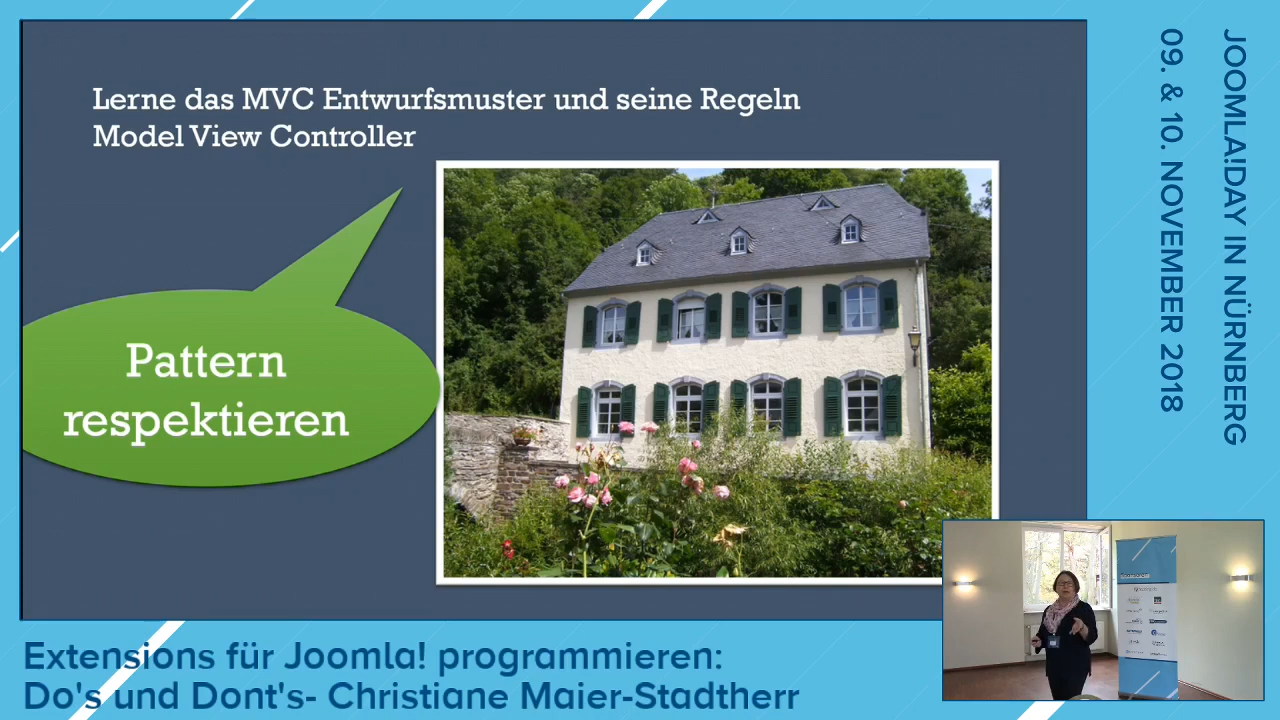 Lerne das MVC Entwurfsmuster und seine Regeln
Model View Controller
Pattern
respektieren
JOOMLA!DAY IN NÜRNBERG
09. & 10. NOVEMBER 2018
Extensions für Joomla! programmieren:
Do's und Dont's- Christiane Maier-Stadtherr